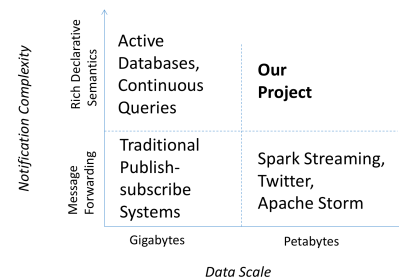 Notification Complexity
Rich Declarative
Semantics
Message
Forwarding
Active
Databases,
Continuous
Queries
Our
Project
Traditional
Publish-
subscribe
Systems
Spark Streaming,
Twitter,
Apache Storm
Gigabytes
Petabytes
Data Scale